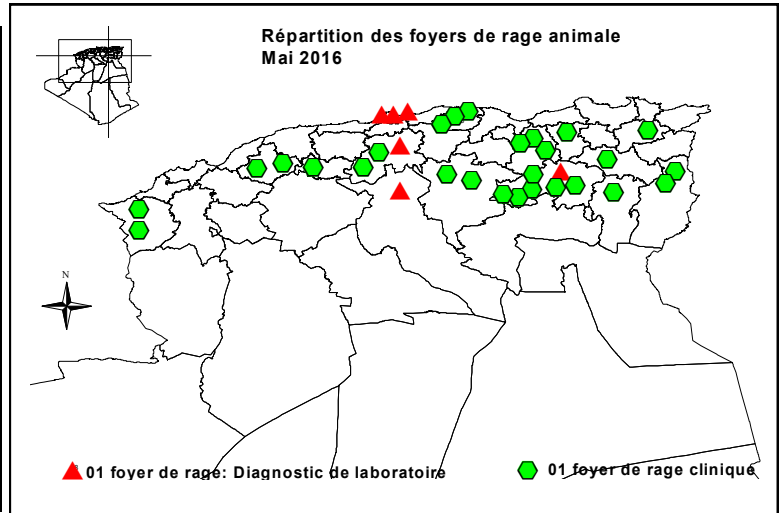 Répartition des foyers de rage animale
Mai 2016
N
01 foyer de rage: Diagnostic de laboratoire
01 foyer de rage clinique